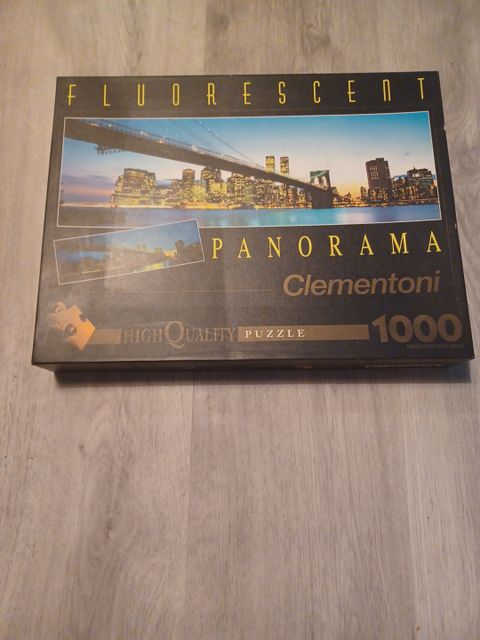 FLUORESCENT
PANORAMA
Clementoni
HIGH QUALITY PUZZLE 1000